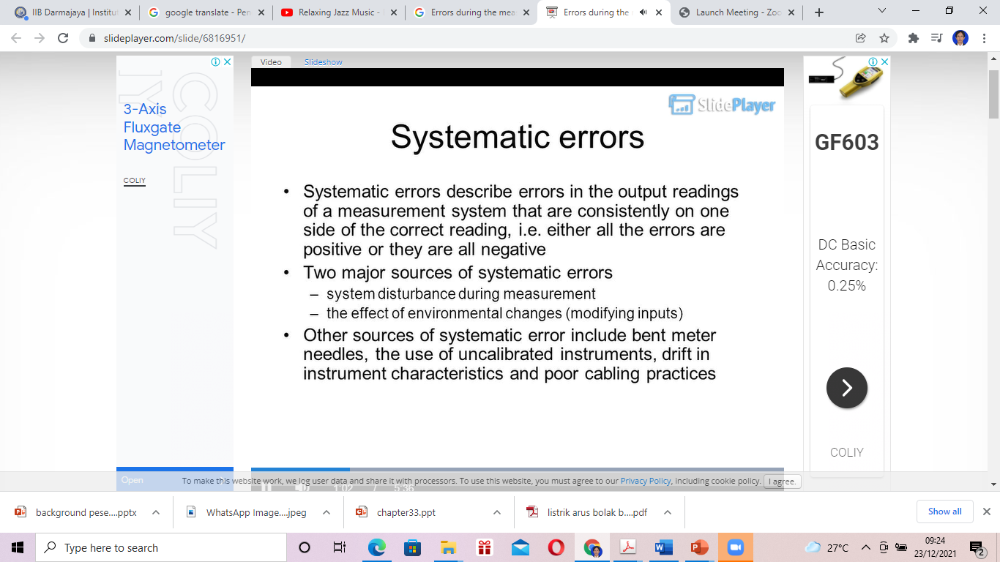 IIB Darmajaya | Institut
google translate - Pen
Relaxing Jazz Music -
Errors during the mea
Errors during the
Launch Meeting - Zoo
slideplayer.com/slide/6816951/
Video
Slideshow
3-Axis
Fluxgate
Magnetometer
COLIY
COLIY
IY
Open
SlidePlayer
Systematic errors
• Systematic errors describe errors in the output readings
of a measurement system that are consistently on one
side of the correct reading, i.e. either all the errors are
positive or they are all negative
• Two major sources of systematic errors
– system disturbance during measurement
– the effect of environmental changes (modifying inputs)
• Other sources of systematic error include bent meter
needles, the use of uncalibrated instruments, drift in
instrument characteristics and poor cabling practices
1:02 / 5:36
GF603
DC Basic
Accuracy:
0.25%
COLIY
To make this website work, we log user data and share it with processors. To use this website, you must agree to our Privacy Policy, including cookie policy.
I agree.
background pese....pptx
WhatsApp Image....jpeg
chapter33.ppt
listrik arus bolak b....pdf
Show all
Type here to search
27°C
09:24
23/12/2021
2